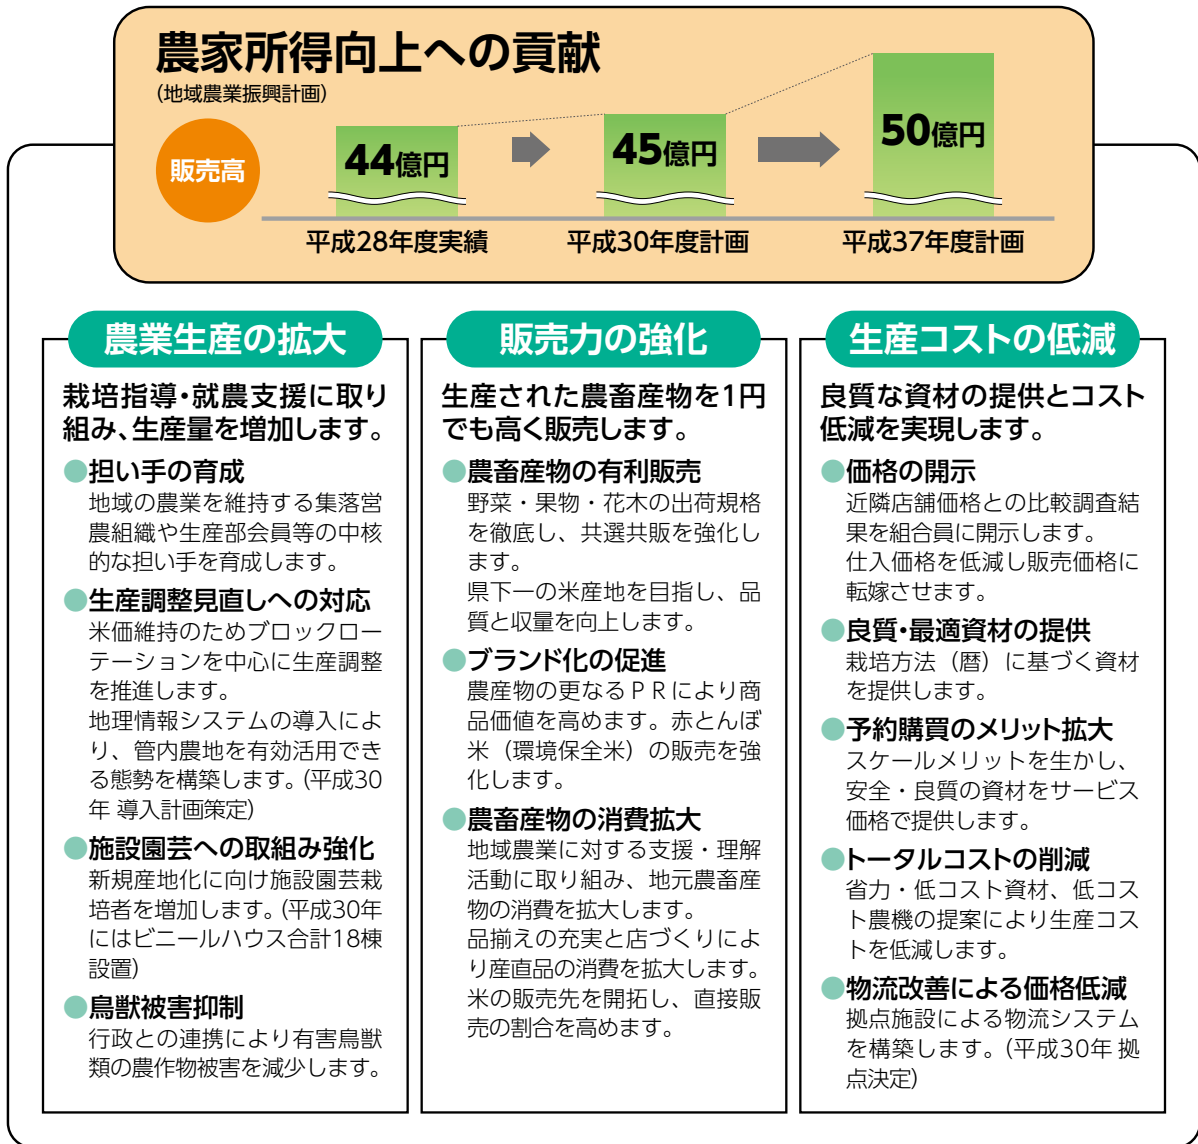 農家所得向上への貢献
(地域農業振興計画)
販売高
44億円
45億円
50億円
平成28年度実績
平成30年度計画
平成37年度計画
農業生産の拡大
栽培指導・就農支援に取り
組み、生産量を増加します。
●担い手の育成
地域の農業を維持する集落営
農組織や生産部会員等の中核
的な担い手を育成します。
●生産調整見直しへの対応
米価維持のためブロックロー
テーションを中心に生産調整
を推進します。
地理情報システムの導入によ
り、管内農地を有効活用でき
る態勢を構築します。(平成30
年 導入計画策定)
●施設園芸への取組み強化
新規産地化に向け施設園芸栽
培者を増加します。(平成30年
にはビニールハウス合計18棟
設置)
●鳥獣被害抑制
行政との連携により有害鳥獣
類の農作物被害を減少します。
販売力の強化
生産された農畜産物を1円
でも高く販売します。
●農畜産物の有利販売
野菜・果物・花木の出荷規格
を徹底し、共選共販を強化し
ます。
県下一の米産地を目指し、品
質と収量を向上します。
●ブランド化の促進
農産物の更なるPRにより商
品価値を高めます。赤とんぼ
米（環境保全米）の販売を強
化します。
●農畜産物の消費拡大
地域農業に対する支援・理解
活動に取り組み、地元農畜産
物の消費を拡大します。
品揃えの充実と店づくりによ
り産直品の消費を拡大します。
米の販売先を開拓し、直接販
売の割合を高めます。
生産コストの低減
良質な資材の提供とコスト
低減を実現します。
●価格の開示
近隣店舗価格との比較調査結
果を組合員に開示します。
仕入価格を低減し販売価格に
転嫁させます。
●良質・最適資材の提供
栽培方法（暦）に基づく資材
を提供します。
●予約購買のメリット拡大
スケールメリットを生かし、
安全・良質の資材をサービス
価格で提供します。
●トータルコストの削減
省力・低コスト資材、低コス
ト農機の提案により生産コス
トを低減します。
●物流改善による価格低減
拠点施設による物流システム
を構築します。(平成30年 拠
点決定)